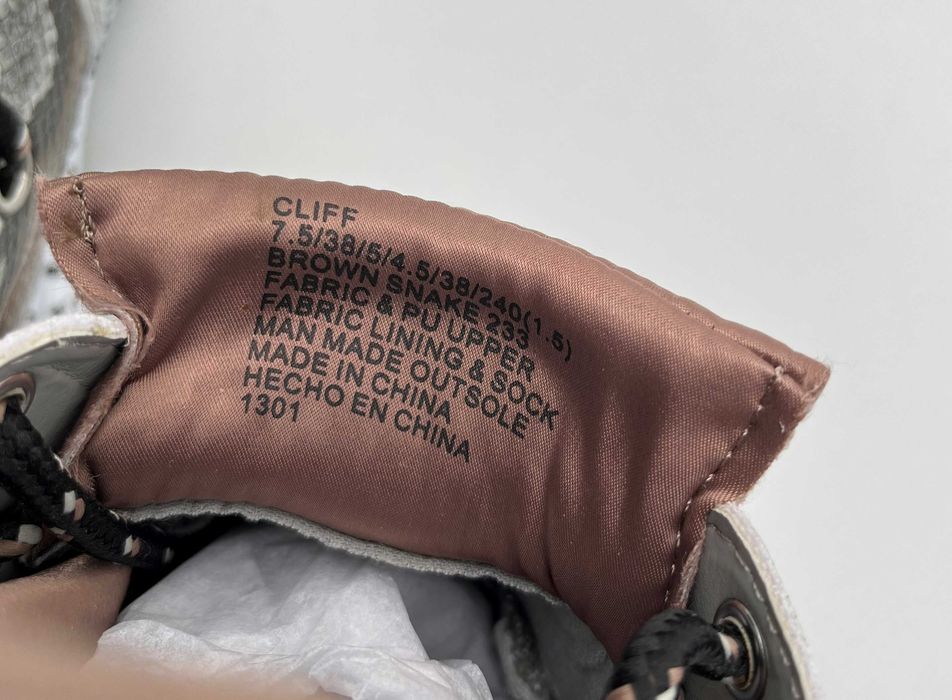 CLIFF
7.5/38/5/4.5/38/240(1.5)
BROWN SNAKE 233
FABRIC & PU UPPER
FABRIC LINING & SOCK
MAN MADE OUTSOLE
MADE IN CHINA
HECHO EN CHINA
1301